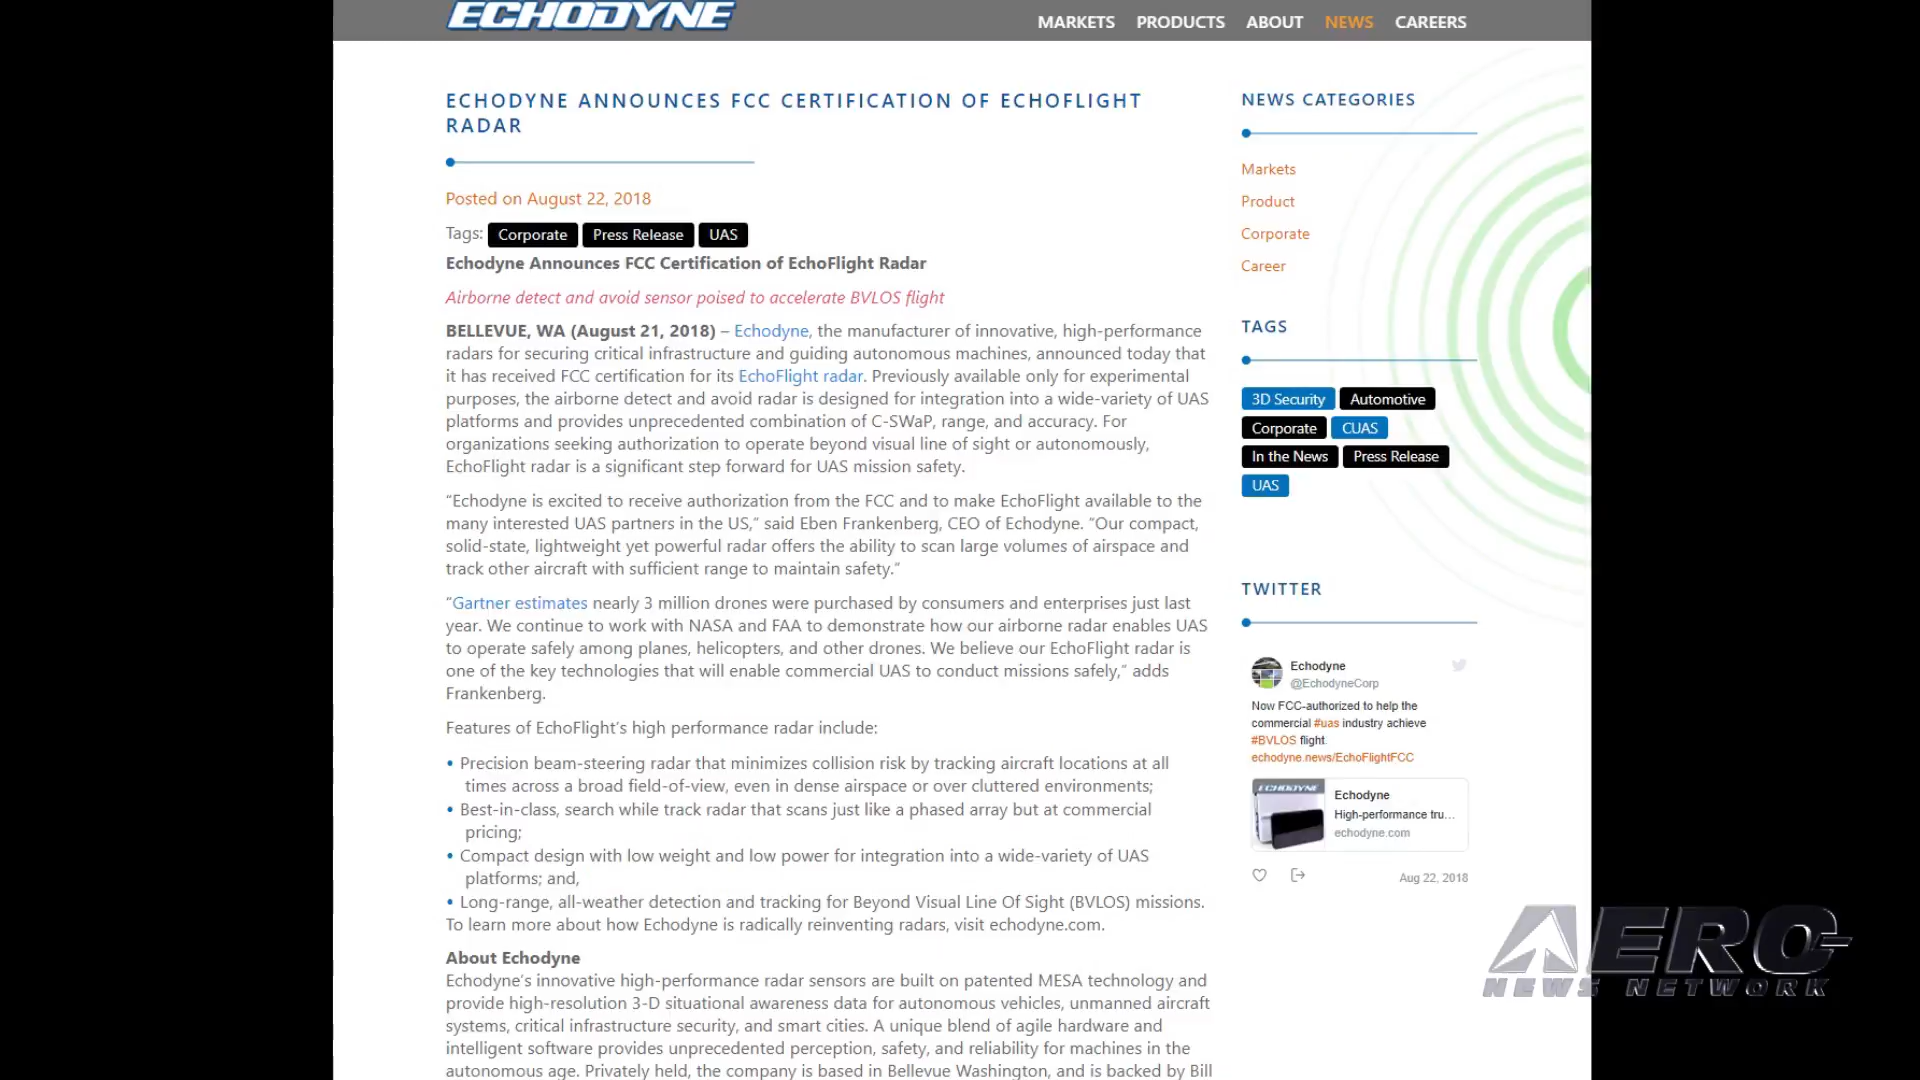 ECHODYNE
MARKETS PRODUCTS ABOUT NEWS CAREERS
ECHODYNE ANNOUNCES FCC CERTIFICATION OF ECHOFLIGHT
RADAR
Posted on August 22, 2018
Tags: Corporate Press Release UAS
Echodyne Announces FCC Certification of EchoFlight Radar
Airborne detect and avoid sensor poised to accelerate BVLOS flight
BELLEVUE, WA (August 21, 2018) – Echodyne, the manufacturer of innovative, high-performance
radars for securing critical infrastructure and guiding autonomous machines, announced today that
it has received FCC certification for its EchoFlight radar. Previously available only for experimental
purposes, the airborne detect and avoid radar is designed for integration into a wide-variety of UAS
platforms and provides unprecedented combination of C-SWaP, range, and accuracy. For
organizations seeking authorization to operate beyond visual line of sight or autonomously,
EchoFlight radar is a significant step forward for UAS mission safety.
“Echodyne is excited to receive authorization from the FCC and to make EchoFlight available to the
many interested UAS partners in the US,” said Eben Frankenberg, CEO of Echodyne. “Our compact,
solid-state, lightweight yet powerful radar offers the ability to scan large volumes of airspace and
track other aircraft with sufficient range to maintain safety.”
“Gartner estimates nearly 3 million drones were purchased by consumers and enterprises just last
year. We continue to work with NASA and FAA to demonstrate how our airborne radar enables UAS
to operate safely among planes, helicopters, and other drones. We believe our EchoFlight radar is
one of the key technologies that will enable commercial UAS to conduct missions safely,” adds
Frankenberg.
Features of EchoFlight’s high performance radar include:
• Precision beam-steering radar that minimizes collision risk by tracking aircraft locations at all
times across a broad field-of-view, even in dense airspace or over cluttered environments;
• Best-in-class, search while track radar that scans just like a phased array but at commercial
pricing;
• Compact design with low weight and low power for integration into a wide-variety of UAS
platforms; and,
• Long-range, all-weather detection and tracking for Beyond Visual Line Of Sight (BVLOS) missions.
To learn more about how Echodyne is radically reinventing radars, visit echodyne.com.
About Echodyne
Echodyne’s innovative high-performance radar sensors are built on patented MESA technology and
provide high-resolution 3-D situational awareness data for autonomous vehicles, unmanned aircraft
systems, critical infrastructure security, and smart cities. A unique blend of agile hardware and
intelligent software provides unprecedented perception, safety, and reliability for machines in the
autonomous age. Privately held, the company is based in Bellevue Washington, and is backed by Bill
NEWS CATEGORIES
Markets
Product
Corporate
Career
TAGS
3D Security Automotive
Corporate CUAS
In the News Press Release
UAS
TWITTER
Echodyne
@EchodyneCorp
Now FCC-authorized to help the
commercial #uas industry achieve
#BVLOS flight.
echodyne.news/EchoFlightFCC
ECHODYNE
Echodyne
High-performance tru...
echodyne.com
Aug 22, 2018
AERO
NEWS NETWORK